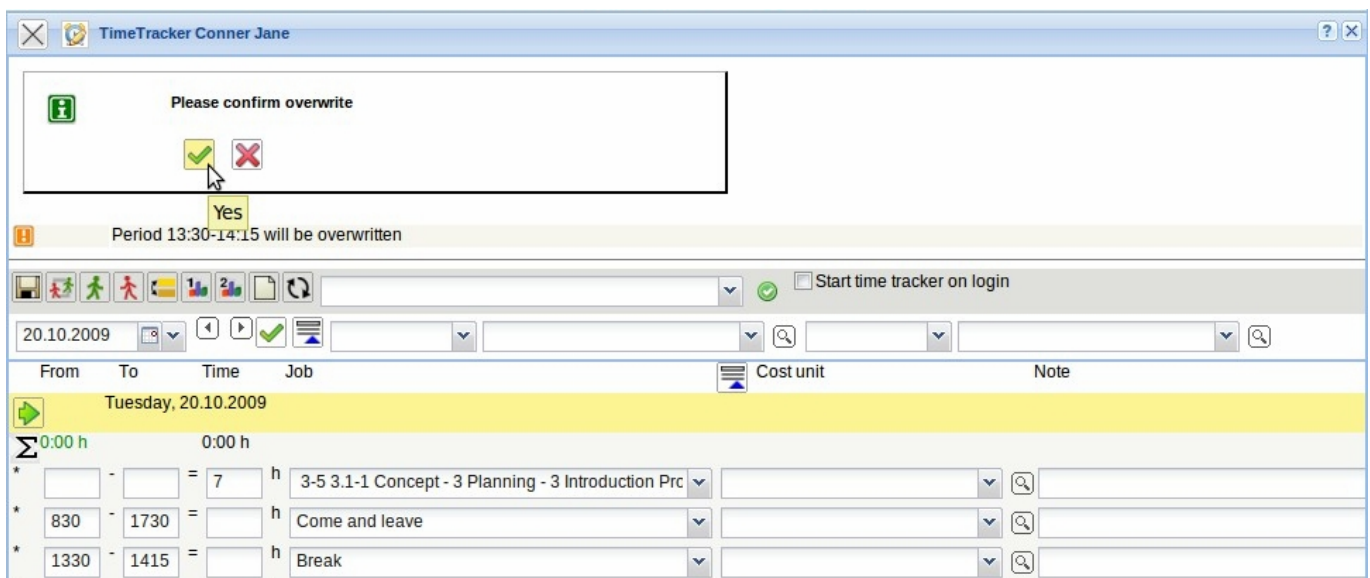 TimeTracker Conner Jane
Please confirm overwrite
Yes
Period 13:30-14:15 will be overwritten
Start time tracker on login
20.10.2009
From To Time Job Cost unit Note
Tuesday, 20.10.2009
Σ 0:00 h 0:00 h
* - = 7 h 3-5 3.1-1 Concept - 3 Planning - 3 Introduction Prc
* 830 - 1730 = h Come and leave
* 1330 - 1415 = h Break